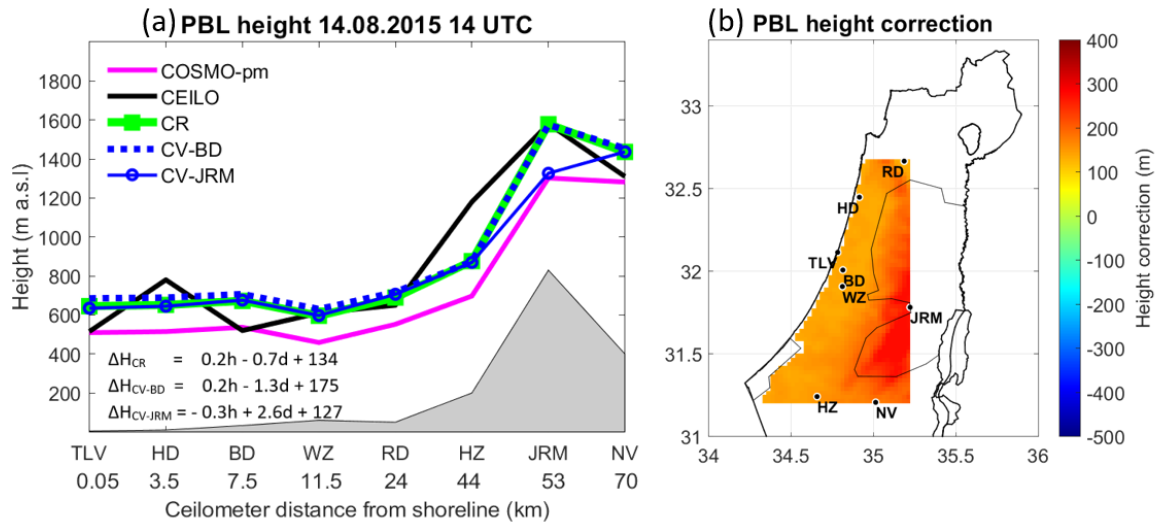 (a) PBL height 14.08.2015 14 UTC
Height (m a.s.l)
1800
1600
1400
1200
1000
800
600
400
200
COSMO-pm
CEILO
CR
CV-BD
CV-JRM
ΔHCR = 0.2h - 0.7d + 134
ΔHCV-BD = 0.2h - 1.3d + 175
ΔHCV-JRM = - 0.3h + 2.6d + 127
TLV HD BD WZ RD HZ JRM NV
0.05 3.5 7.5 11.5 24 44 53 70
Ceilometer distance from shoreline (km)
(b) PBL height correction
33
32.5
32
31.5
31
34 34.5 35 35.5 36
RD
HD
TLV
BD
WZ
JRM
HZ
NV
400
300
200
100
0
-100
-200
-300
-400
-500
Height correction (m)